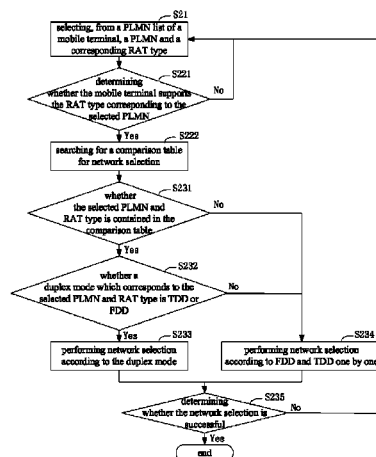 S21
selecting, from a PLMN list of a
mobile terminal, a PLMN and a
corresponding RAT type
S221
determining
whether the mobile terminal supports
the RAT type corresponding to the
selected PLMN
No
Yes
S222
searching for a comparison table
for network selection
S231
whether
the selected PLMN and
RAT type is contained in the
comparison table
No
Yes
S232
whether a
duplex mode which corresponds to the
selected PLMN and RAT type is TDD or
FDD
No
Yes
S233
performing network selection
according to the duplex mode
S234
performing network selection
according to FDD and TDD one by one
S235
determining
whether the network selection is
successful
No
Yes
end